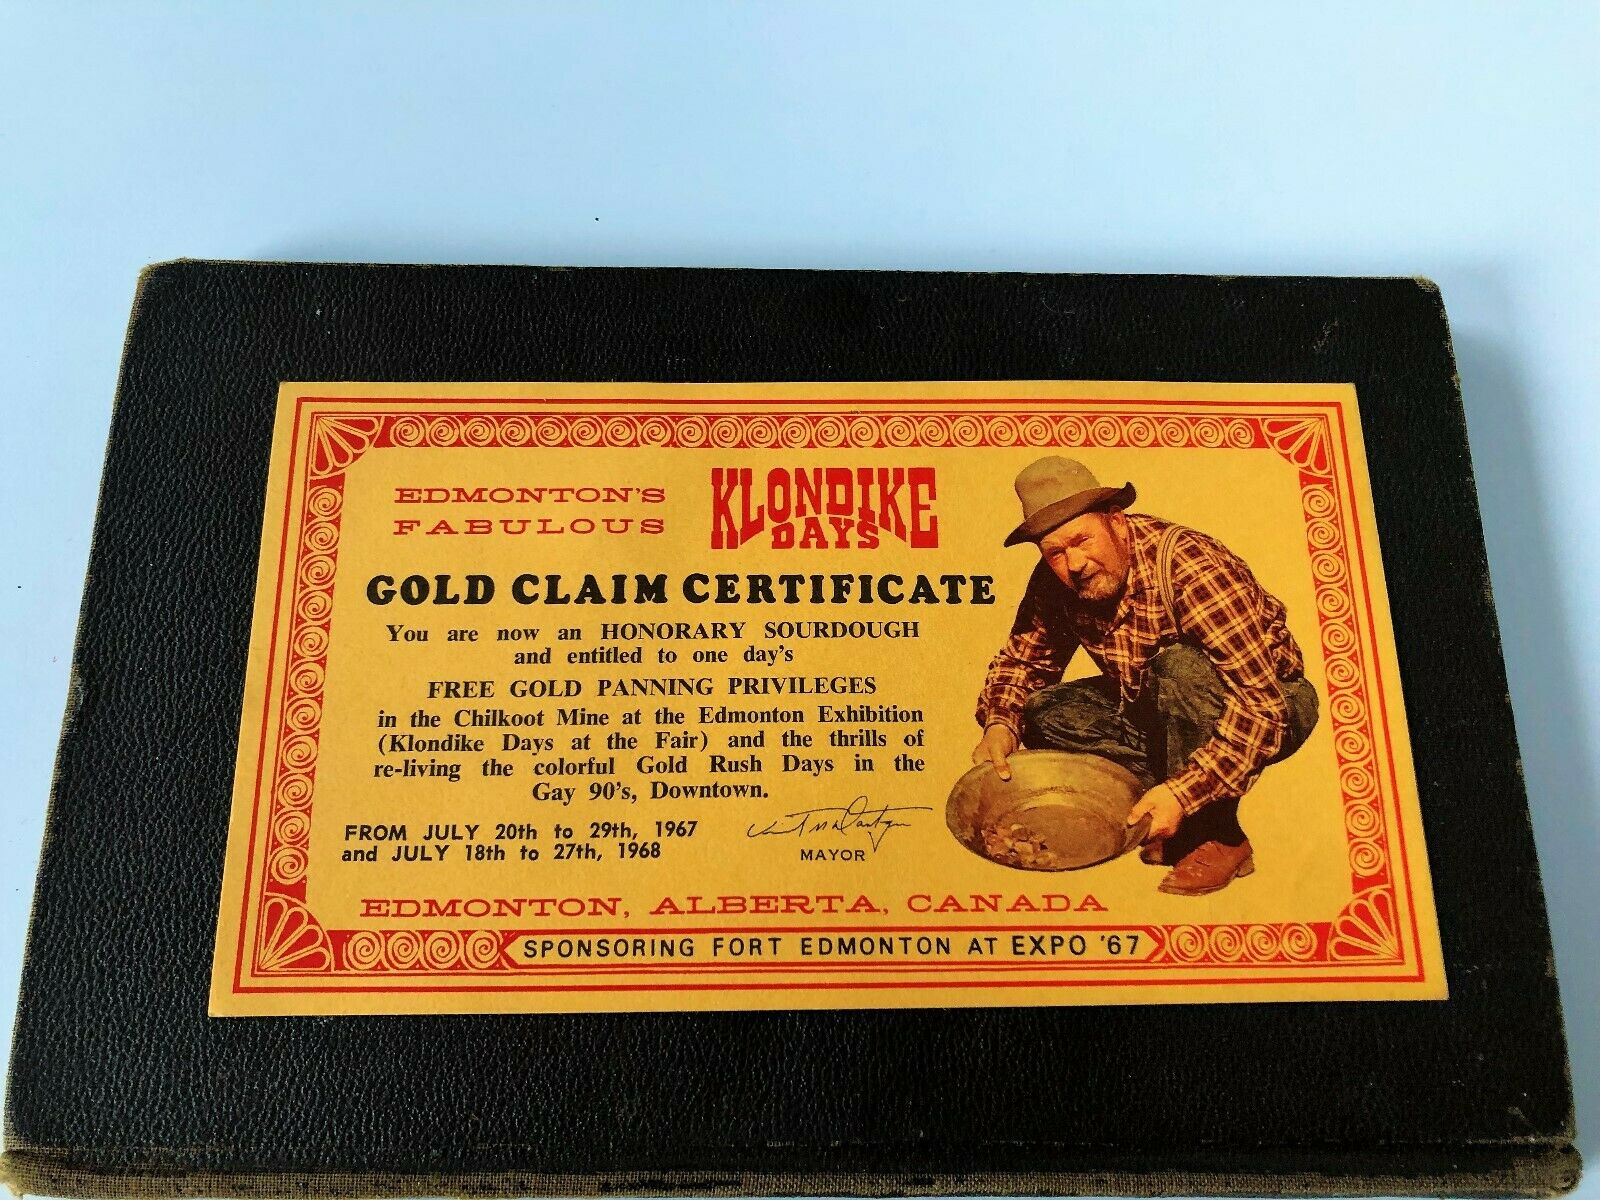 EDMONTON'S
FABULOUS
KLONDIKE
DAYS
GOLD CLAIM CERTIFICATE
You are now an HONORARY SOURDOUGH
and entitled to one day's
FREE GOLD PANNING PRIVILEGES
in the Chilkoot Mine at the Edmonton Exhibition
(Klondike Days at the Fair) and the thrills of
re-living the colorful Gold Rush Days in the
Gay 90's, Downtown.
FROM JULY 20th to 29th, 1967
and JULY 18th to 27th, 1968
MAYOR
EDMONTON, ALBERTA, CANADA
SPONSORING FORT EDMONTON AT EXPO '67